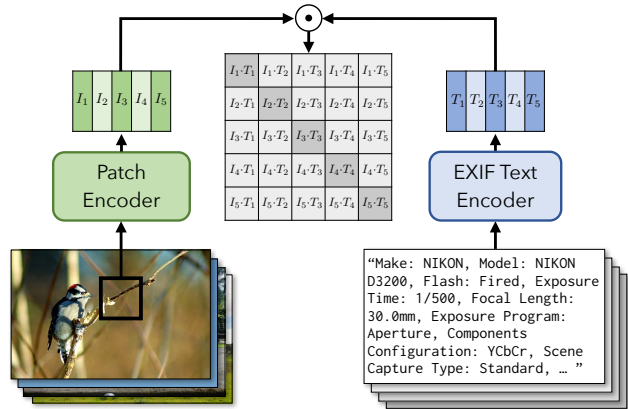 I1 I2 I3 I4 I5
I1·T1 I1·T2 I1·T3 I1·T4 I1·T5
I2·T1 I2·T2 I2·T3 I2·T4 I2·T5
I3·T1 I3·T2 I3·T3 I3·T4 I3·T5
I4·T1 I4·T2 I4·T3 I4·T4 I4·T5
I5·T1 I5·T2 I5·T3 I5·T4 I5·T5
T1 T2 T3 T4 T5
Patch
Encoder
EXIF Text
Encoder
“Make: NIKON, Model: NIKON
D3200, Flash: Fired, Exposure
Time: 1/500, Focal Length:
30.0mm, Exposure Program:
Aperture, Components
Configuration: YCbCr, Scene
Capture Type: Standard, … ”